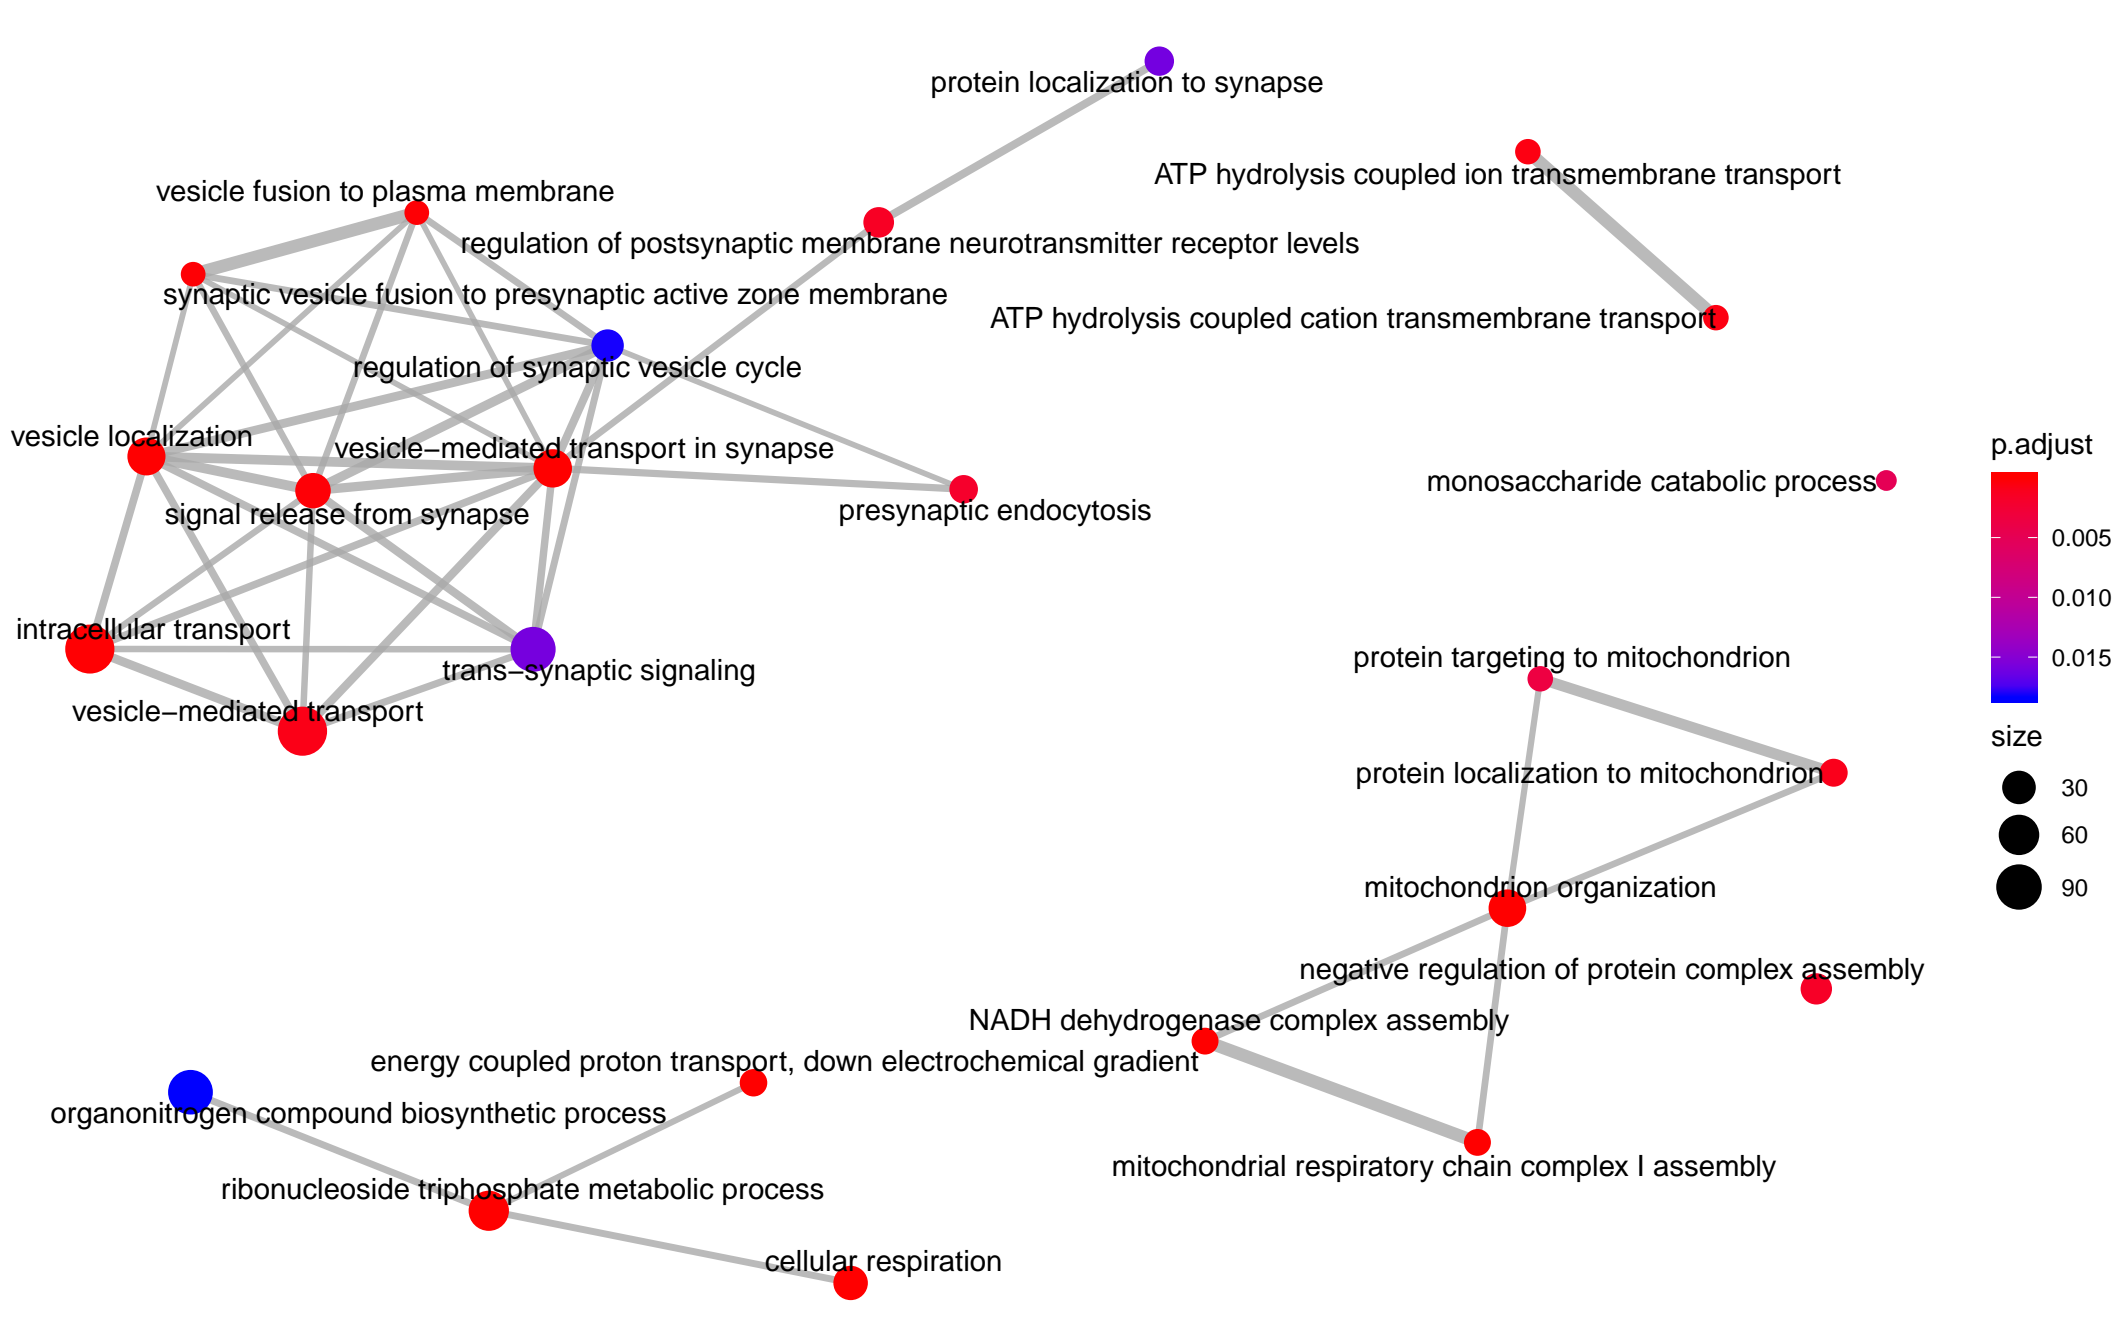 protein localization to synapse
ATP hydrolysis coupled ion transmembrane transport
vesicle fusion to plasma membrane
regulation of postsynaptic membrane neurotransmitter receptor levels
synaptic vesicle fusion to presynaptic active zone membrane
ATP hydrolysis coupled cation transmembrane transport
regulation of synaptic vesicle cycle
vesicle localization
vesicle−mediated transport in synapse
monosaccharide catabolic process
signal release from synapse
presynaptic endocytosis
intracellular transport
trans−synaptic signaling
protein targeting to mitochondrion
vesicle−mediated transport
protein localization to mitochondrion
mitochondrion organization
negative regulation of protein complex assembly
NADH dehydrogenase complex assembly
energy coupled proton transport, down electrochemical gradient
organonitrogen compound biosynthetic process
mitochondrial respiratory chain complex I assembly
ribonucleoside triphosphate metabolic process
cellular respiration
p.adjust
0.005
0.010
0.015
size
30
60
90